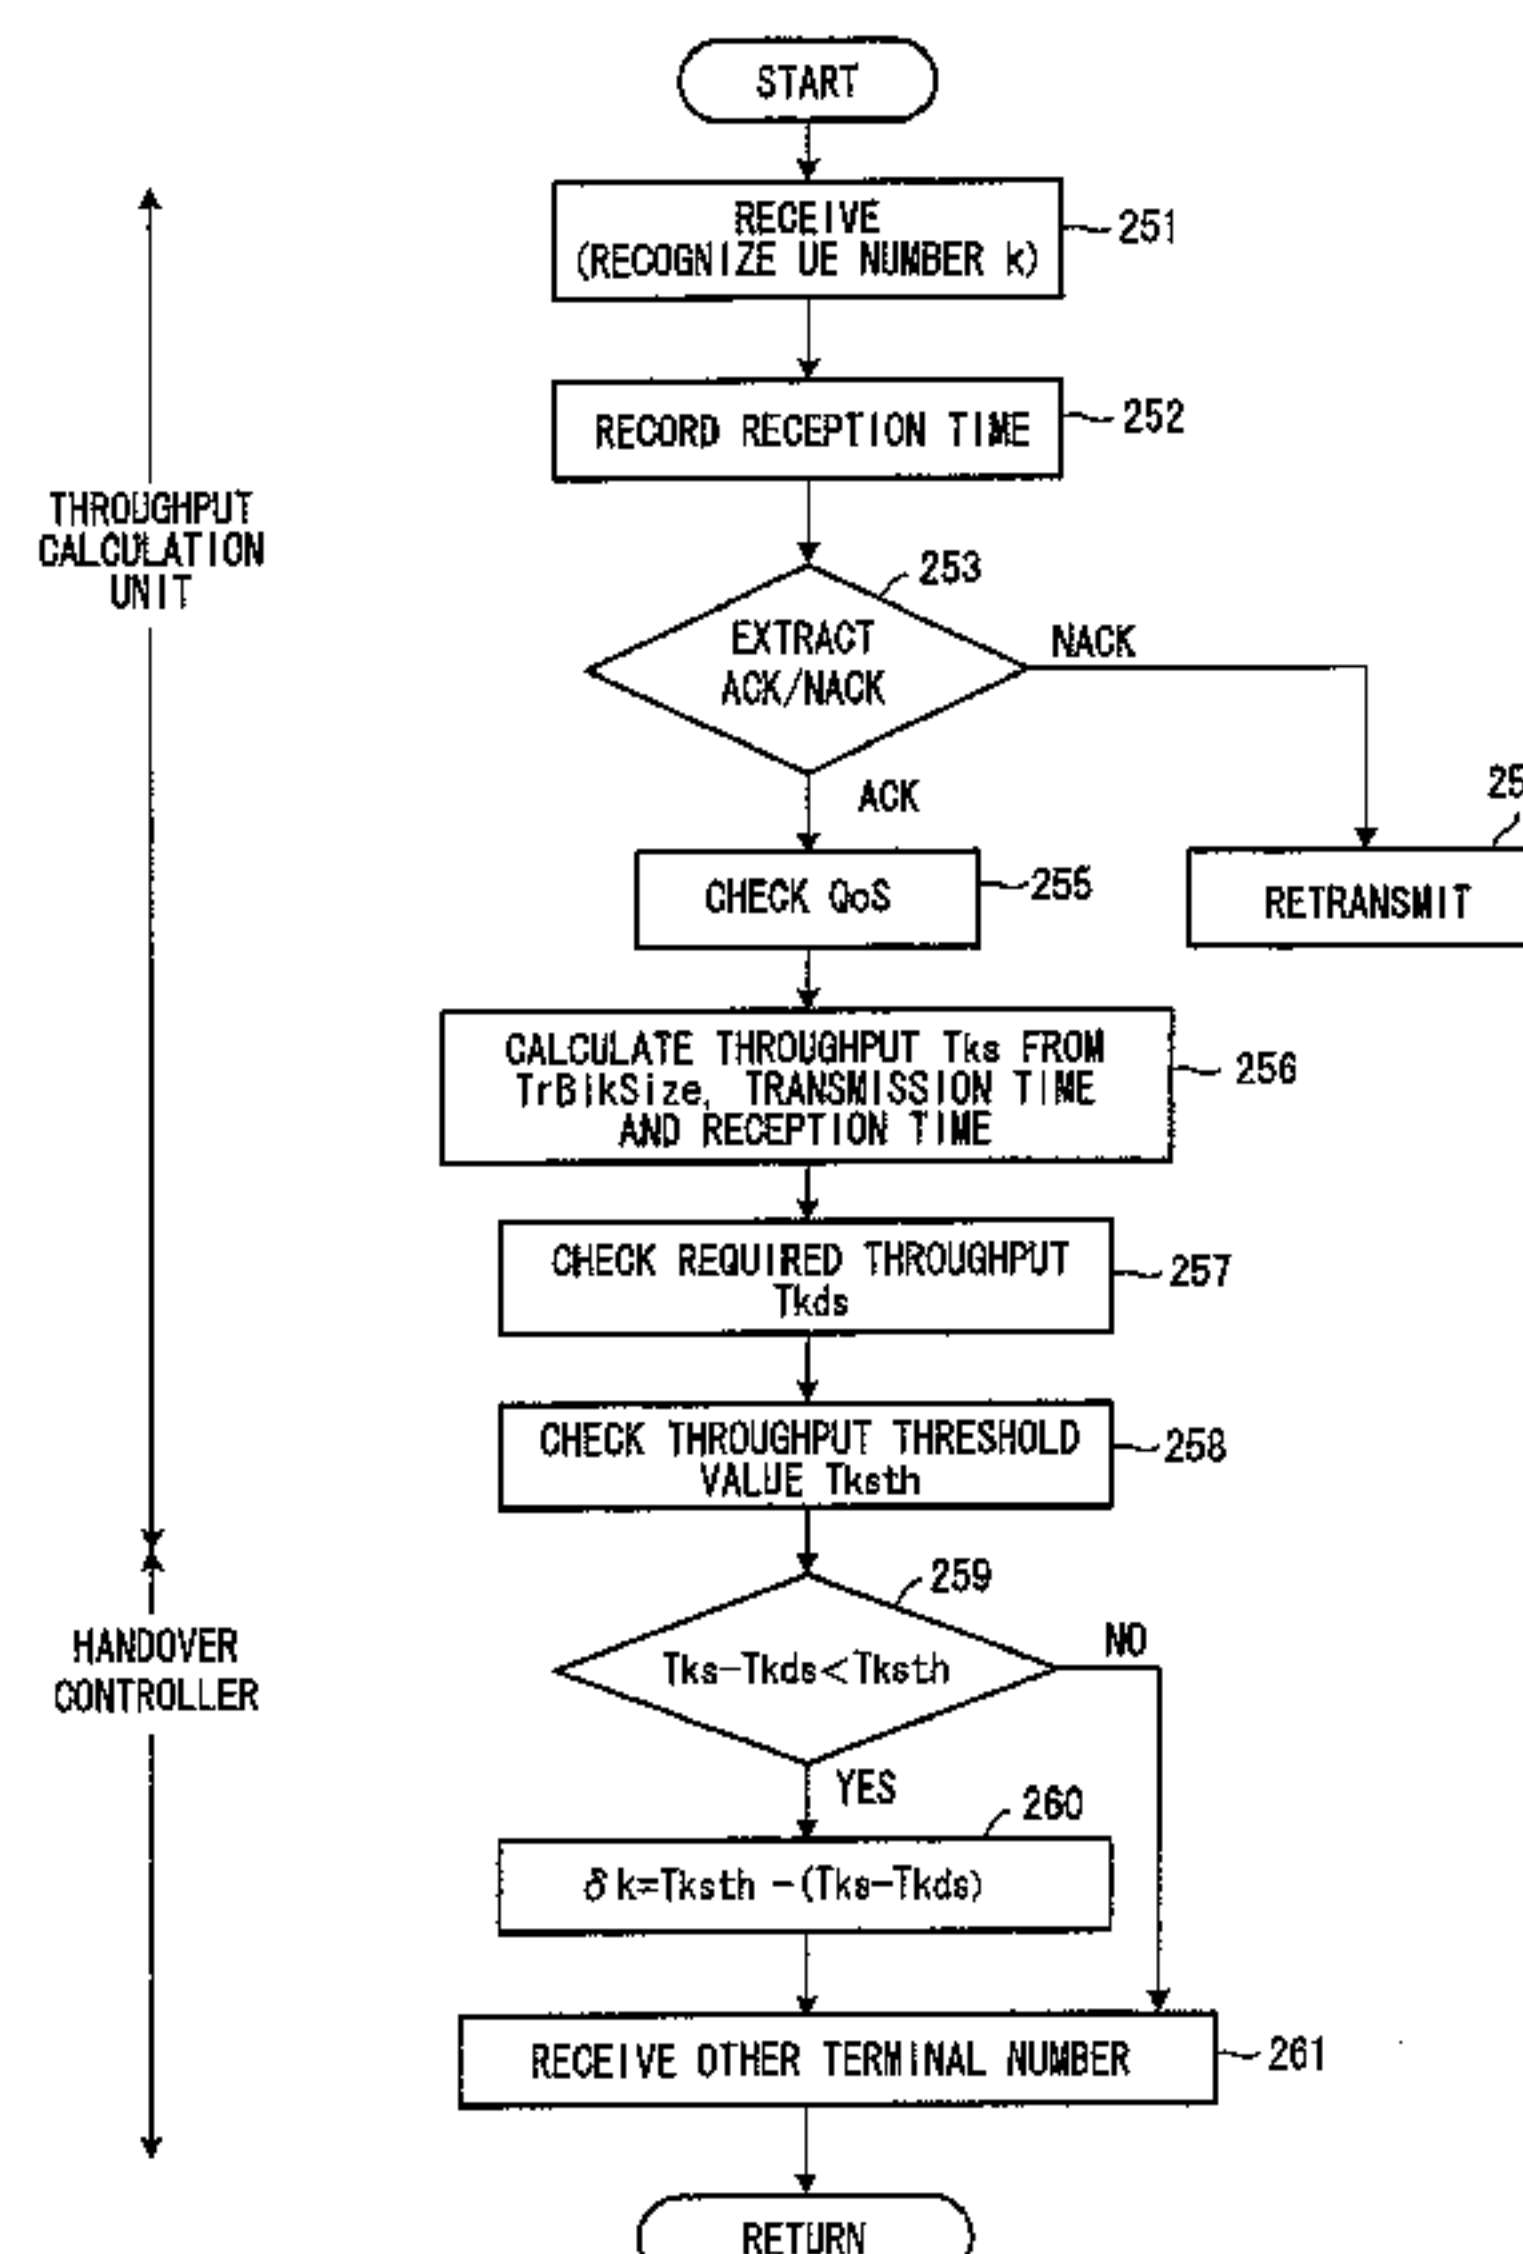 START
RECEIVE
(RECOGNIZE UE NUMBER k)
251
RECORD RECEPTION TIME
252
THROUGHPUT
CALCULATION
UNIT
253
EXTRACT
ACK/NACK
NACK
ACK
CHECK QoS
255
RETRANSMIT
CALCULATE THROUGHPUT Tks FROM
TrBlkSize, TRANSMISSION TIME
AND RECEPTION TIME
256
CHECK REQUIRED THROUGHPUT
Tkds
257
CHECK THROUGHPUT THRESHOLD
VALUE Tksth
258
HANDOVER
CONTROLLER
259
Tks-Tkds<Tksth
NO
YES
260
δk=Tksth -(Tks-Tkds)
RECEIVE OTHER TERMINAL NUMBER
261
RETURN